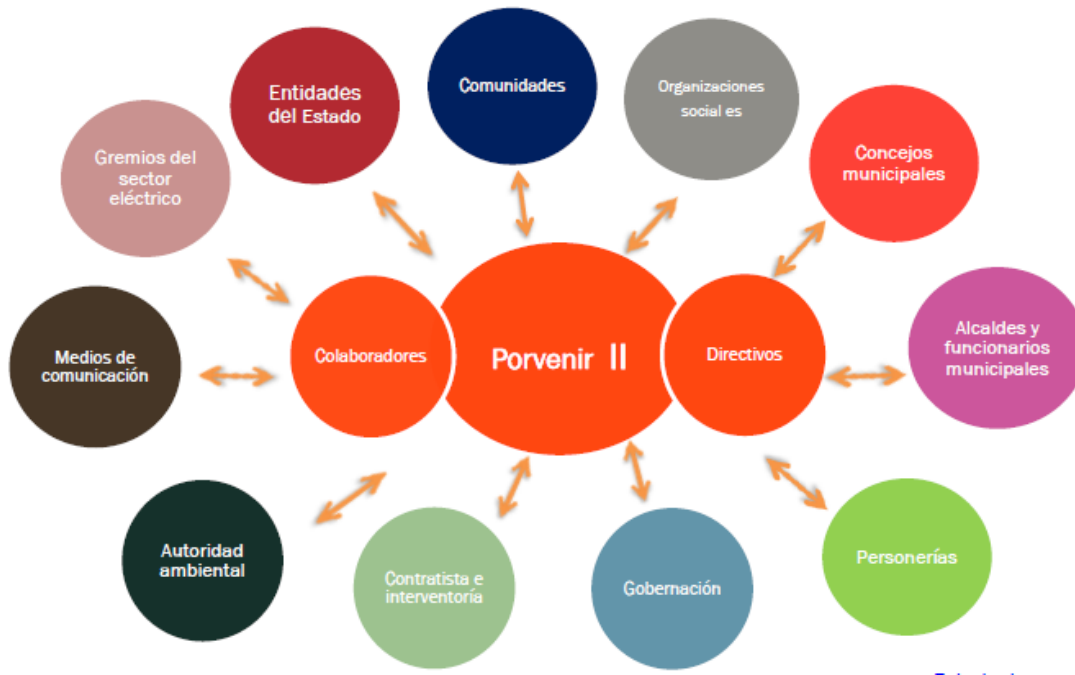 Comunidades
Organizaciones
social es
Entidades
del Estado
Concejos
municipales
Gremios del
sector
eléctrico
Alcaldes y
funcionarios
municipales
Medios de
comunicación
Colaboradores
Porvenir II
Directivos
Autoridad
ambiental
Contratista e
interventoría
Gobernación
Personerías